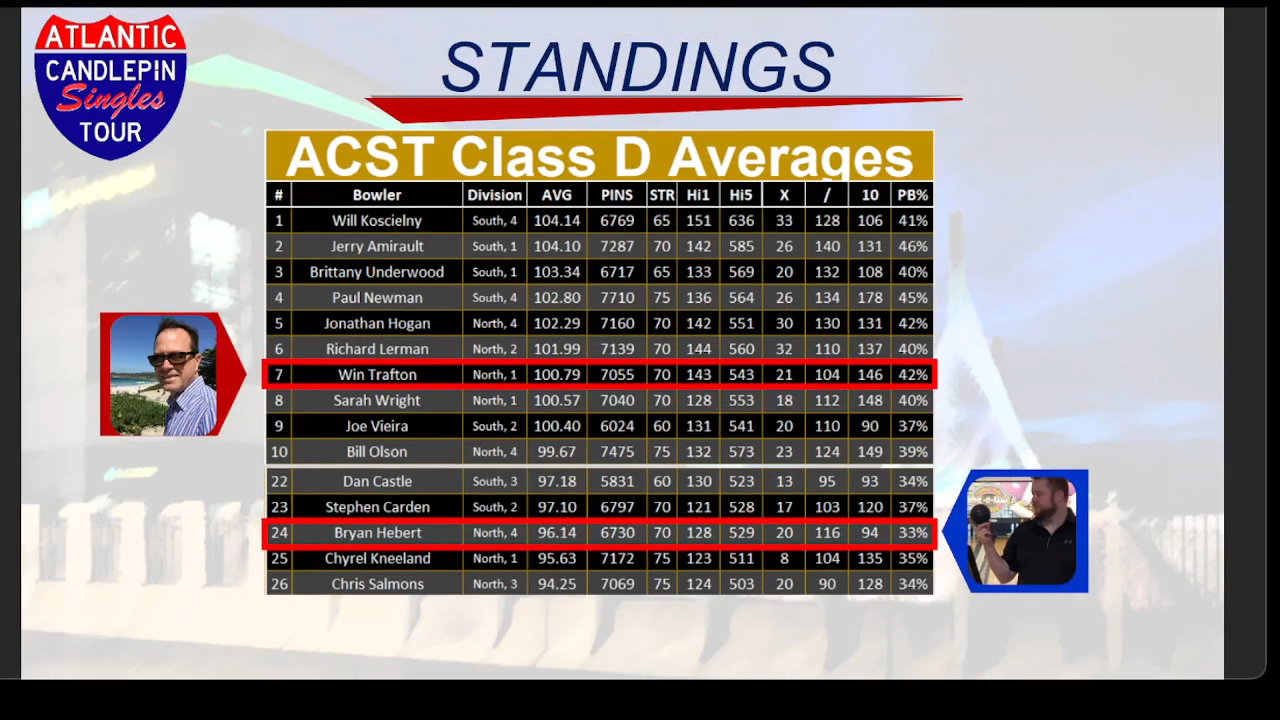 ATLANTIC
CANDLEPIN
Singles
TOUR
STANDINGS
ACST Class D Averages
# Bowler Division AVG PINS STR Hi1 Hi5 X / 10 PB%
1 Will Koscielny South, 4 104.14 6769 65 151 636 33 128 106 41%
2 Jerry Amirault South, 1 104.10 7287 70 142 585 26 140 131 46%
3 Brittany Underwood South, 1 103.34 6717 65 133 569 20 132 108 40%
4 Paul Newman South, 4 102.80 7710 75 136 564 26 134 178 45%
5 Jonathan Hogan North, 4 102.29 7160 70 142 551 30 130 131 42%
6 Richard Lerman North, 2 101.99 7139 70 144 560 32 110 137 40%
7 Win Trafton North, 1 100.79 7055 70 143 543 21 104 146 42%
8 Sarah Wright North, 1 100.57 7040 70 128 553 18 112 148 40%
9 Joe Vieira South, 2 100.40 6024 60 131 541 20 110 90 37%
10 Bill Olson North, 4 99.67 7475 75 132 573 23 124 149 39%
22 Dan Castle South, 3 97.18 5831 60 130 523 13 95 93 34%
23 Stephen Carden South, 2 97.10 6797 70 121 528 17 103 120 37%
24 Bryan Hebert North, 4 96.14 6730 70 128 529 20 116 94 33%
25 Chyrel Kneeland North, 1 95.63 7172 75 123 511 8 104 135 35%
26 Chris Salmons North, 3 94.25 7069 75 124 503 20 90 128 34%